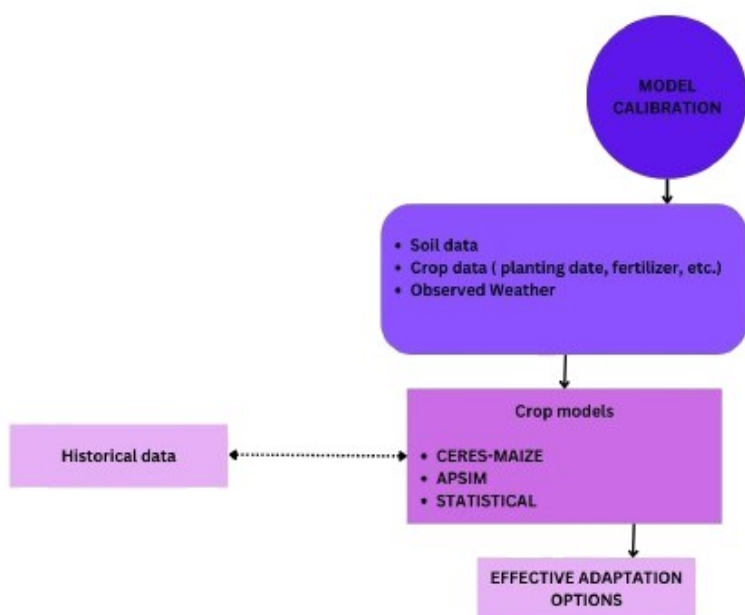 MODEL
CALIBRATION
• Soil data
• Crop data ( planting date, fertilizer, etc.)
• Observed Weather
Crop models
Historical data
• CERES-MAIZE
• APSIM
• STATISTICAL
EFFECTIVE ADAPTATION
OPTIONS